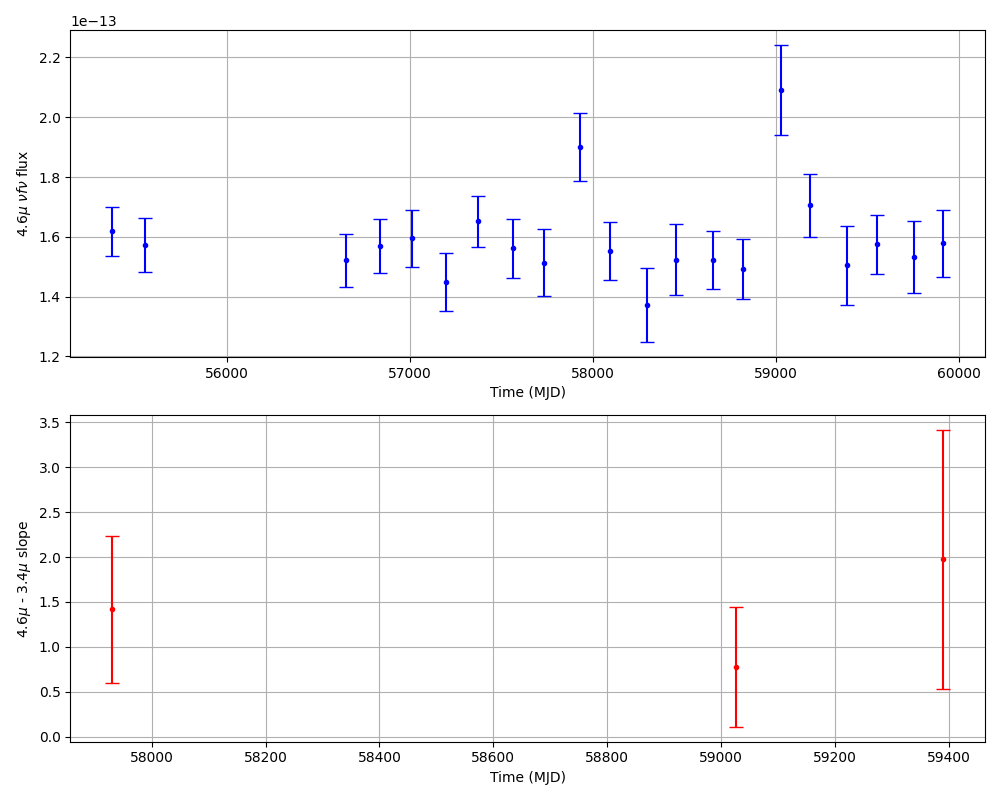 1e−13
2.2
2.0
1.8
1.6
1.4
1.2
4.6μ νfν flux
56000 57000 58000 59000 60000
Time (MJD)
3.5
3.0
2.5
2.0
1.5
1.0
0.5
0.0
4.6μ - 3.4μ slope
58000 58200 58400 58600 58800 59000 59200 59400
Time (MJD)